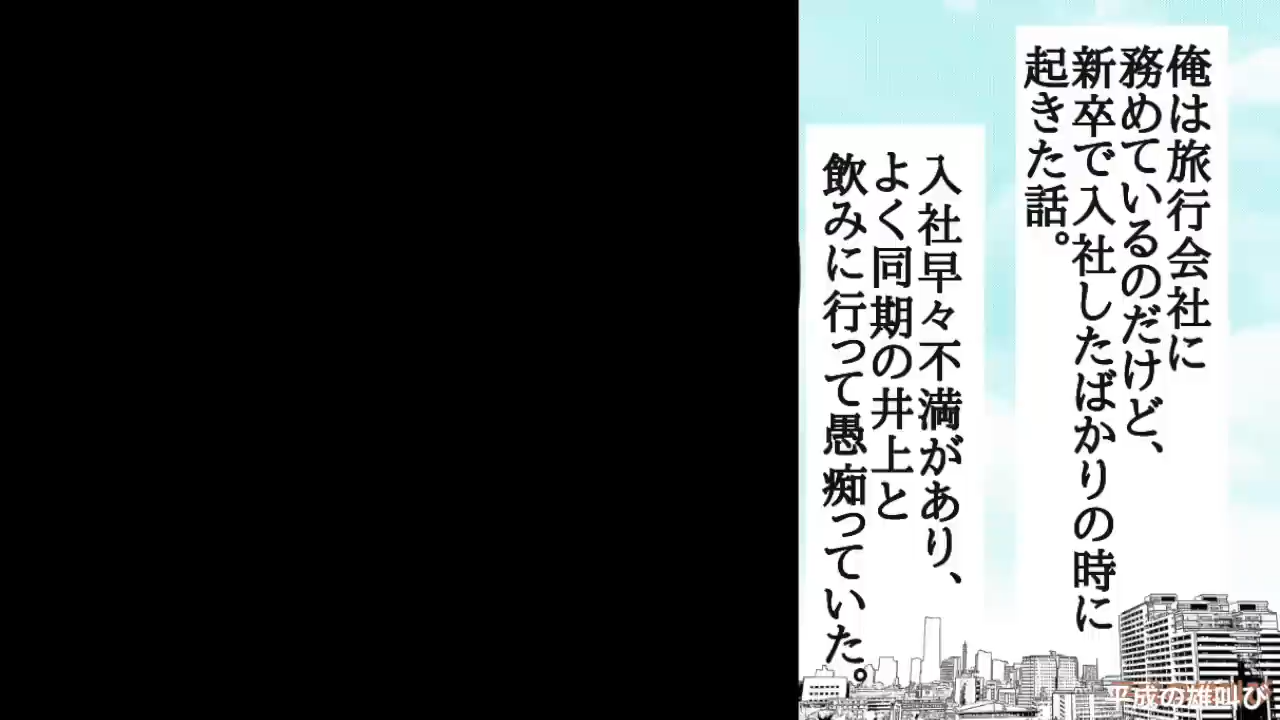 俺は旅行会社に
務めているのだけど、
新卒で入社したばかりの時に
起きた話。
入社早々不満があり、
よく同期の井上と
飲みに行って愚痴っていた。
平成の雄叫び